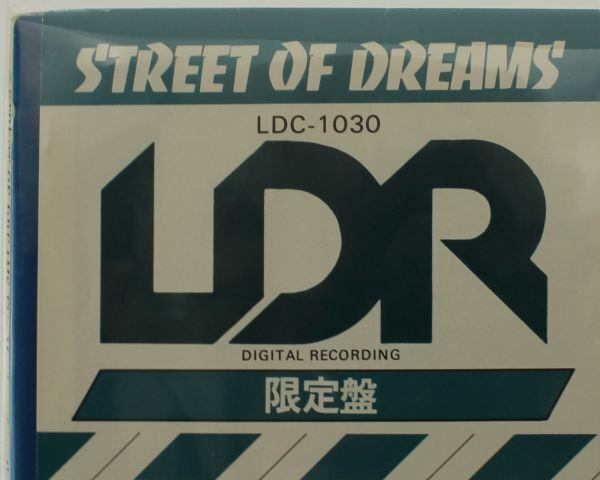 STREET OF DREAMS
LDC-1030
LDR
DIGITAL RECORDING
限定盤